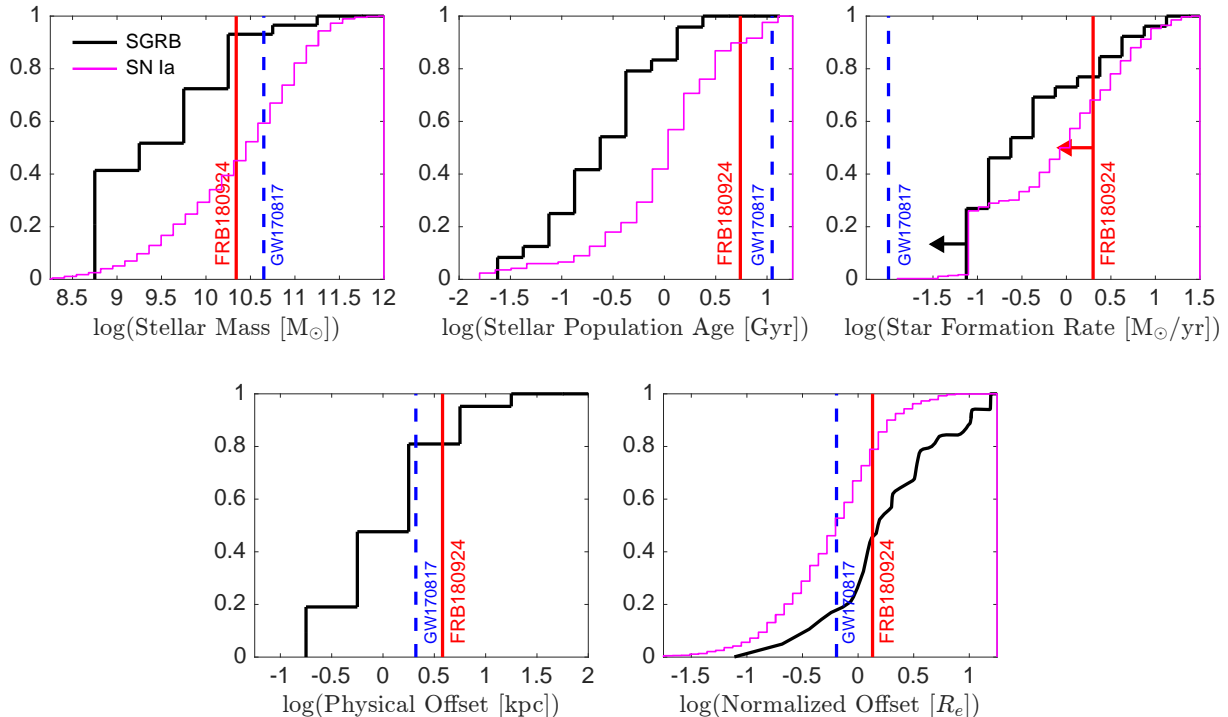 1
0.8
0.6
0.4
0.2
0
SGRB
SN Ia
FRB180924
GW170817
8.5 9 9.5 10 10.5 11 11.5 12
log(Stellar Mass [M⊙])
1
0.8
0.6
0.4
0.2
0
FRB180924
GW170817
-2 -1.5 -1 -0.5 0 0.5 1
log(Stellar Population Age [Gyr])
1
0.8
0.6
0.4
0.2
0
GW170817
FRB180924
-1.5 -1 -0.5 0 0.5 1 1.5
log(Star Formation Rate [M⊙/yr])
1
0.8
0.6
0.4
0.2
0
GW170817
FRB180924
-1 -0.5 0 0.5 1 1.5 2
log(Physical Offset [kpc])
1
0.8
0.6
0.4
0.2
0
GW170817
FRB180924
-1.5 -1 -0.5 0 0.5 1
log(Normalized Offset [Re])